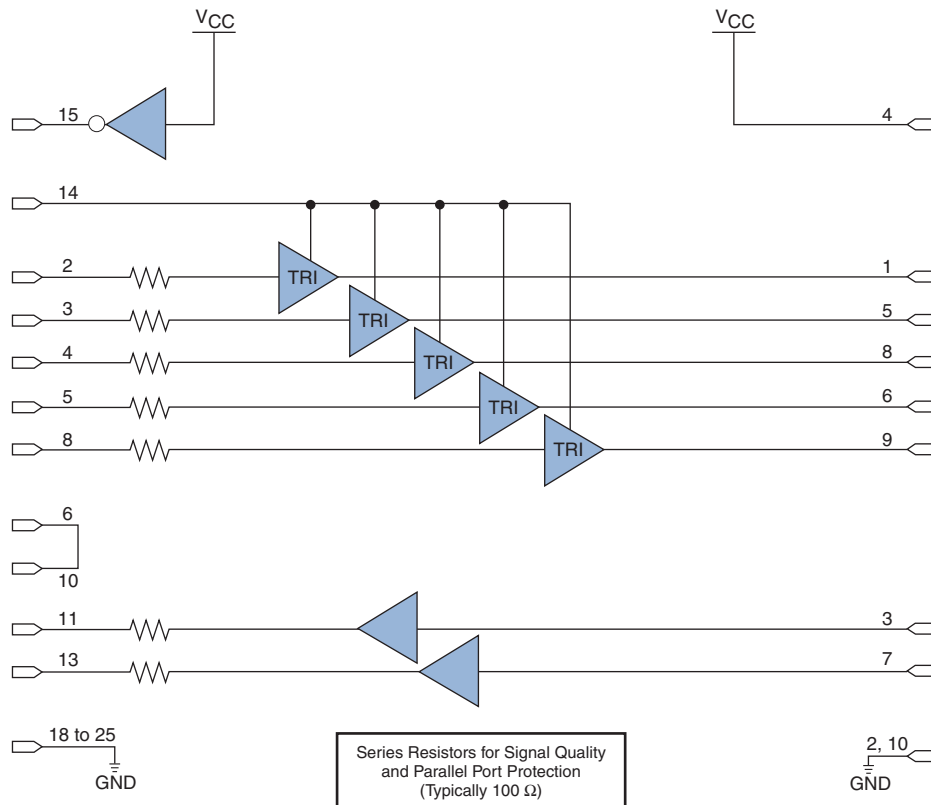 VCC VCC
15 4
14
2 TRI 1
3 TRI 5
4 TRI 8
5 TRI 6
8 TRI 9
6
10
11 3
13 7
18 to 25 2, 10
GND GND
Series Resistors for Signal Quality
and Parallel Port Protection
(Typically 100 Ω)